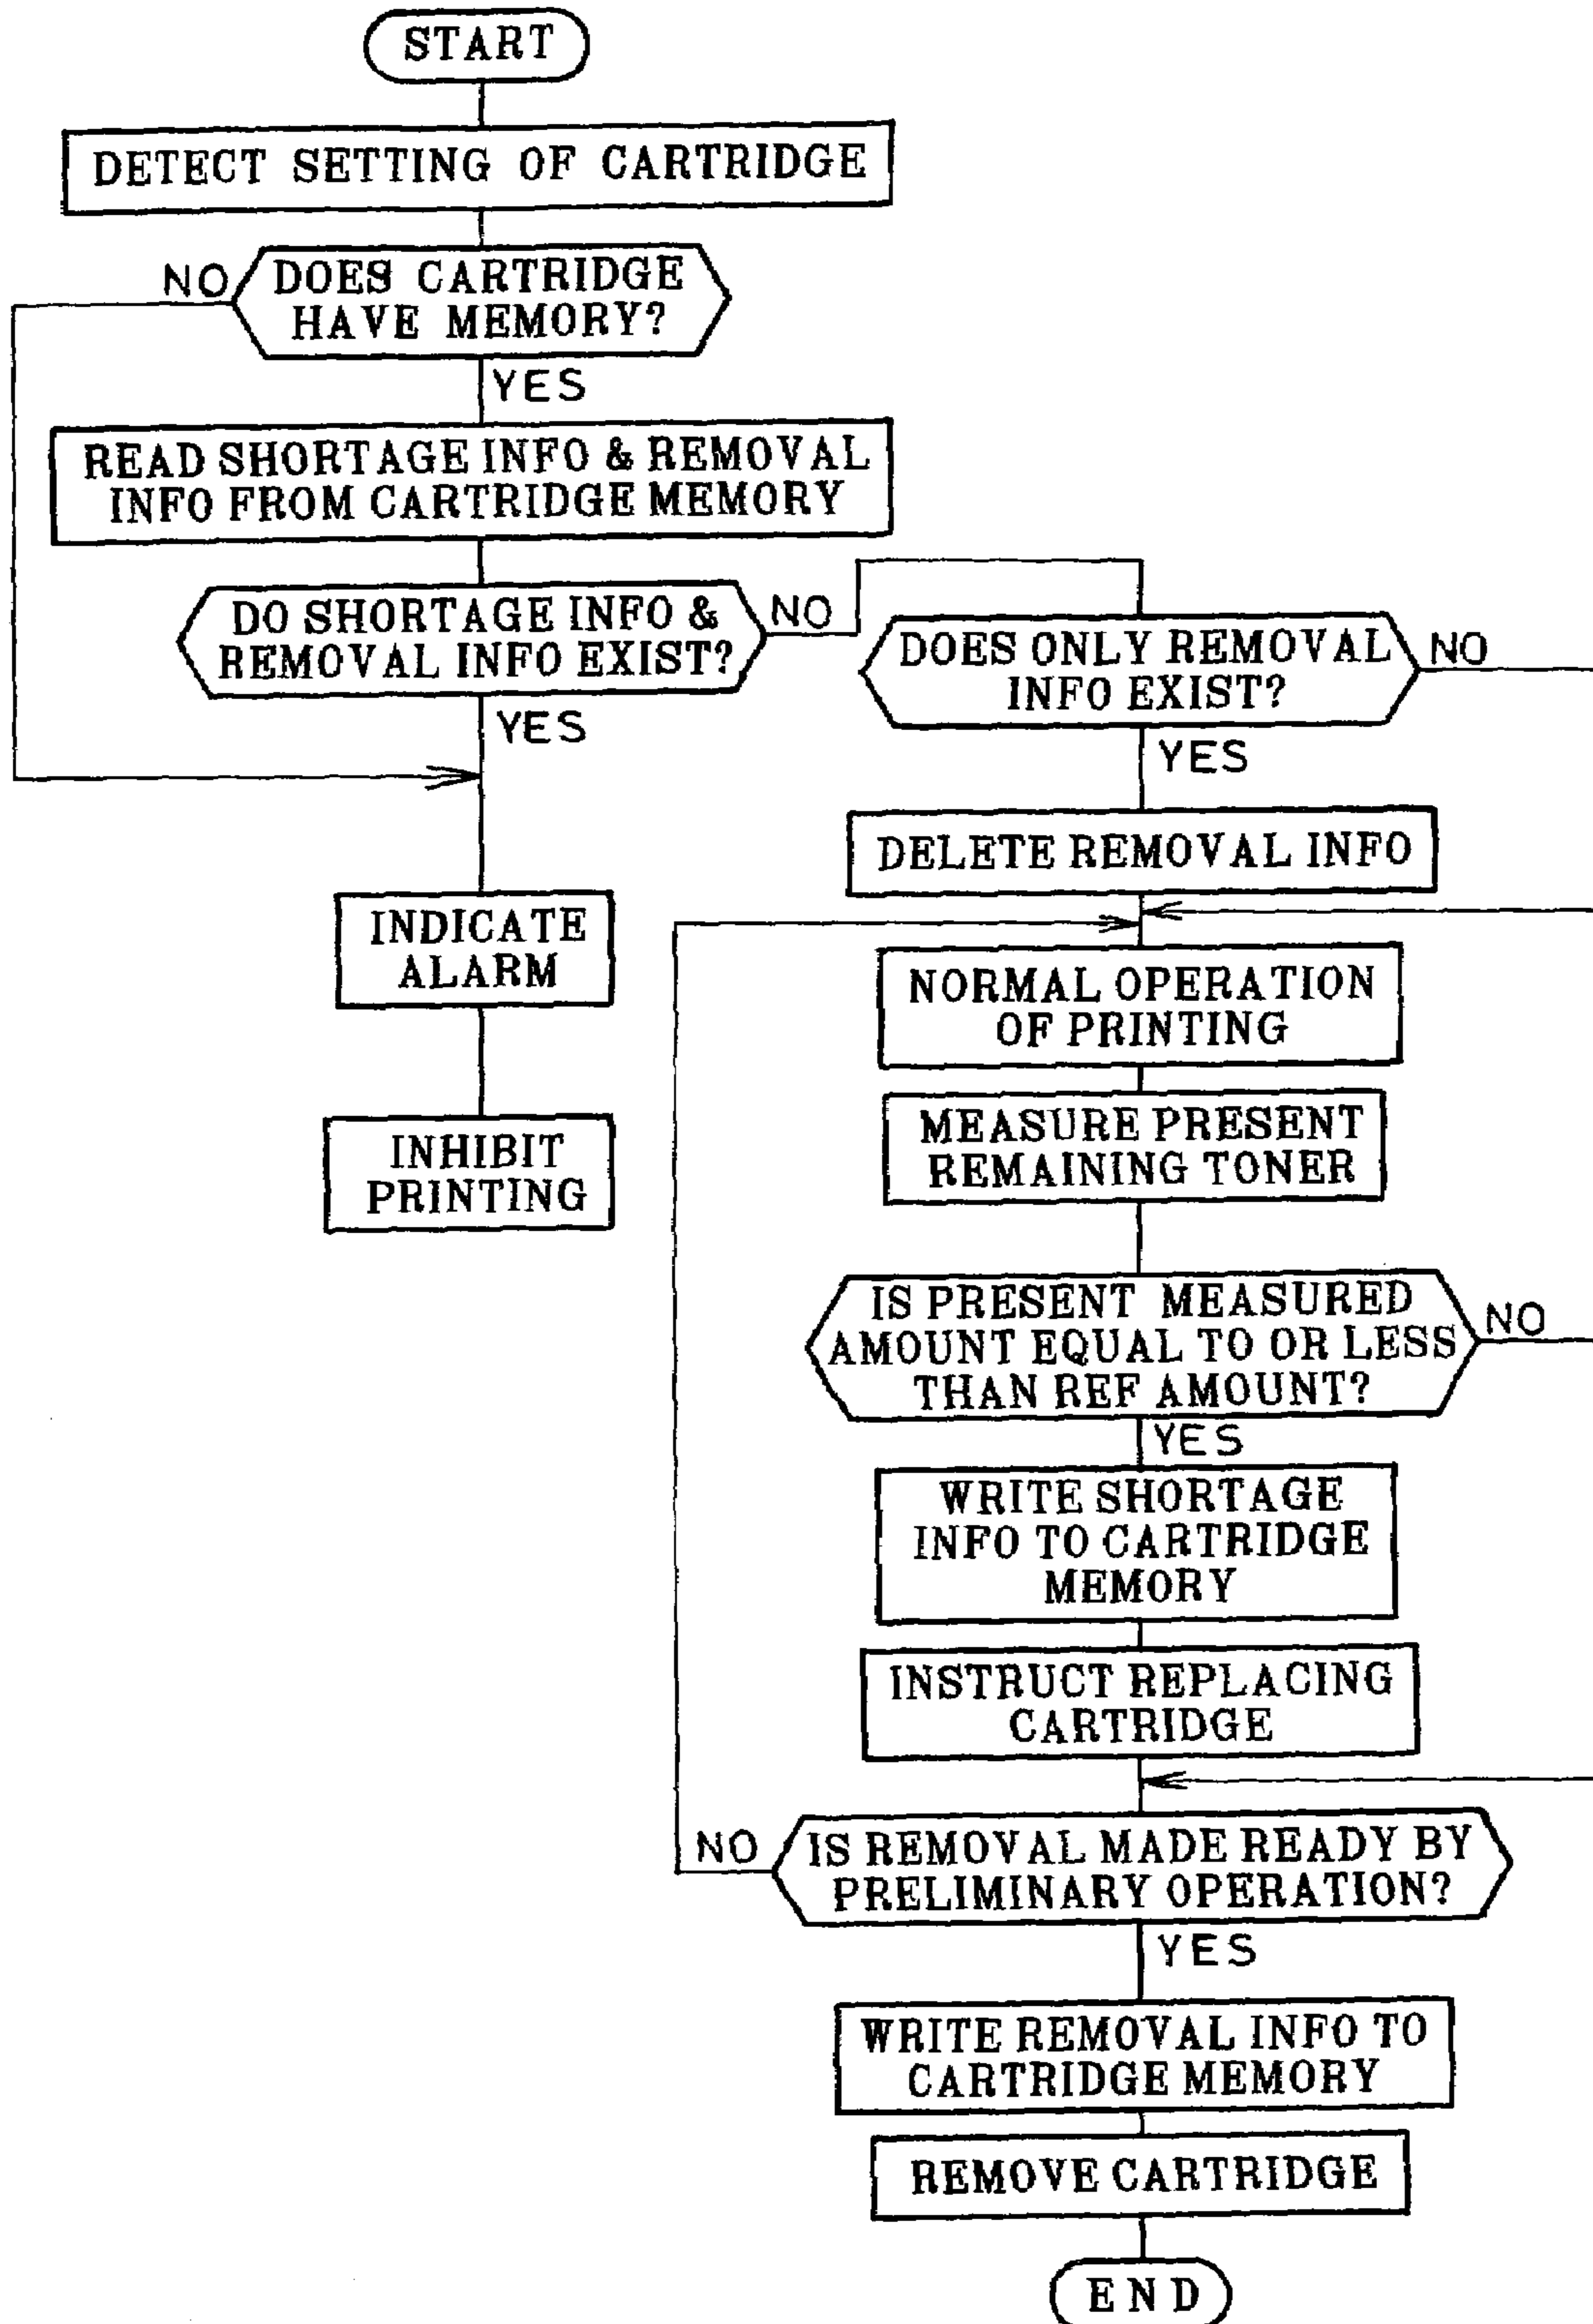 START
DETECT SETTING OF CARTRIDGE
NO
DOES CARTRIDGE
HAVE MEMORY?
YES
READ SHORTAGE INFO & REMOVAL
INFO FROM CARTRIDGE MEMORY
DO SHORTAGE INFO &
REMOVAL INFO EXIST?
NO
YES
INDICATE
ALARM
INHIBIT
PRINTING
DOES ONLY REMOVAL
INFO EXIST?
NO
YES
DELETE REMOVAL INFO
NORMAL OPERATION
OF PRINTING
MEASURE PRESENT
REMAINING TONER
IS PRESENT MEASURED
AMOUNT EQUAL TO OR LESS
THAN REF AMOUNT?
NO
YES
WRITE SHORTAGE
INFO TO CARTRIDGE
MEMORY
INSTRUCT REPLACING
CARTRIDGE
NO
IS REMOVAL MADE READY BY
PRELIMINARY OPERATION?
YES
WRITE REMOVAL INFO TO
CARTRIDGE MEMORY
REMOVE CARTRIDGE
END